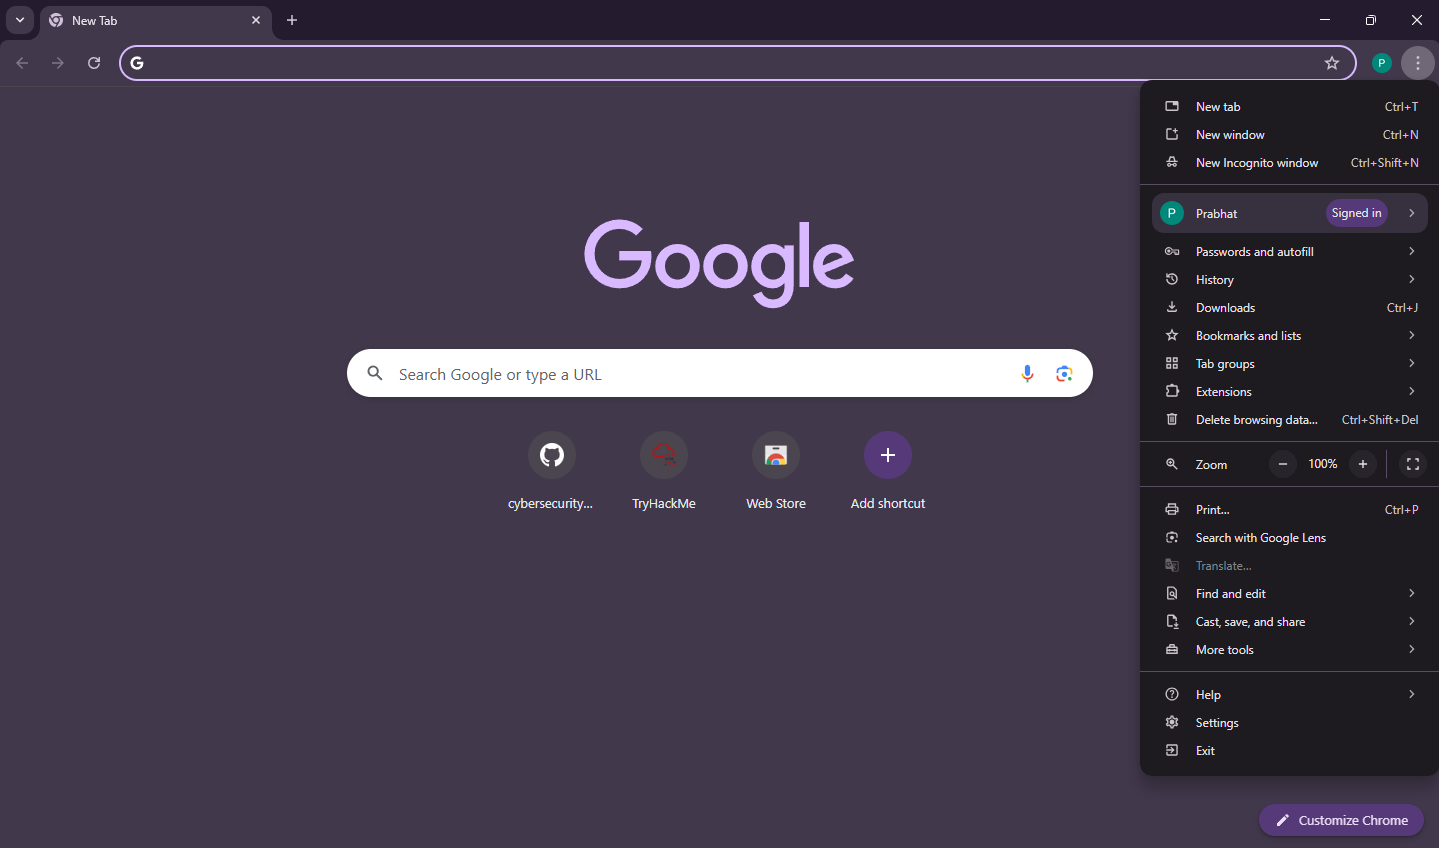 New Tab
G
P
New tab Ctrl+T
New window Ctrl+N
New Incognito window Ctrl+Shift+N
P Prabhat Signed in
Passwords and autofill
History
Downloads Ctrl+J
Bookmarks and lists
Tab groups
Extensions
Delete browsing data... Ctrl+Shift+Del
Zoom − 100% +
Print... Ctrl+P
Search with Google Lens
Translate...
Find and edit
Cast, save, and share
More tools
Help
Settings
Exit
Google
Search Google or type a URL
cybersecurity... TryHackMe Web Store Add shortcut
Customize Chrome